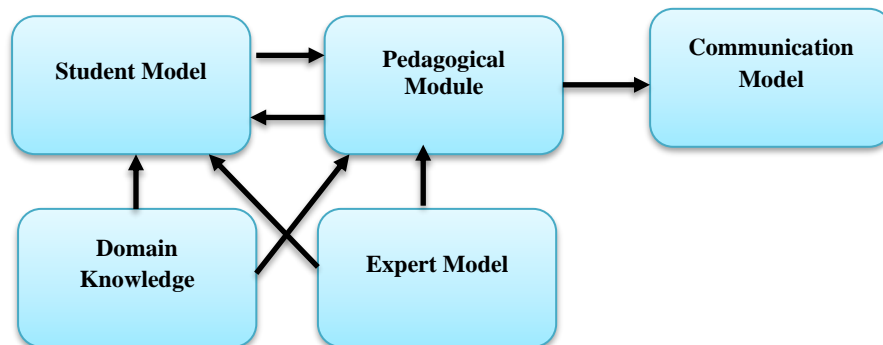 Student Model
Pedagogical
Module
Communication
Model
Domain
Knowledge
Expert Model